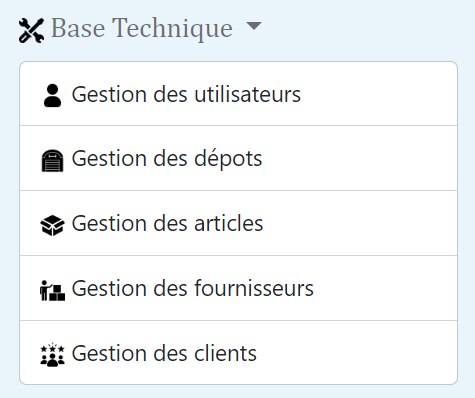 Base Technique
Gestion des utilisateurs
Gestion des dépots
Gestion des articles
Gestion des fournisseurs
Gestion des clients